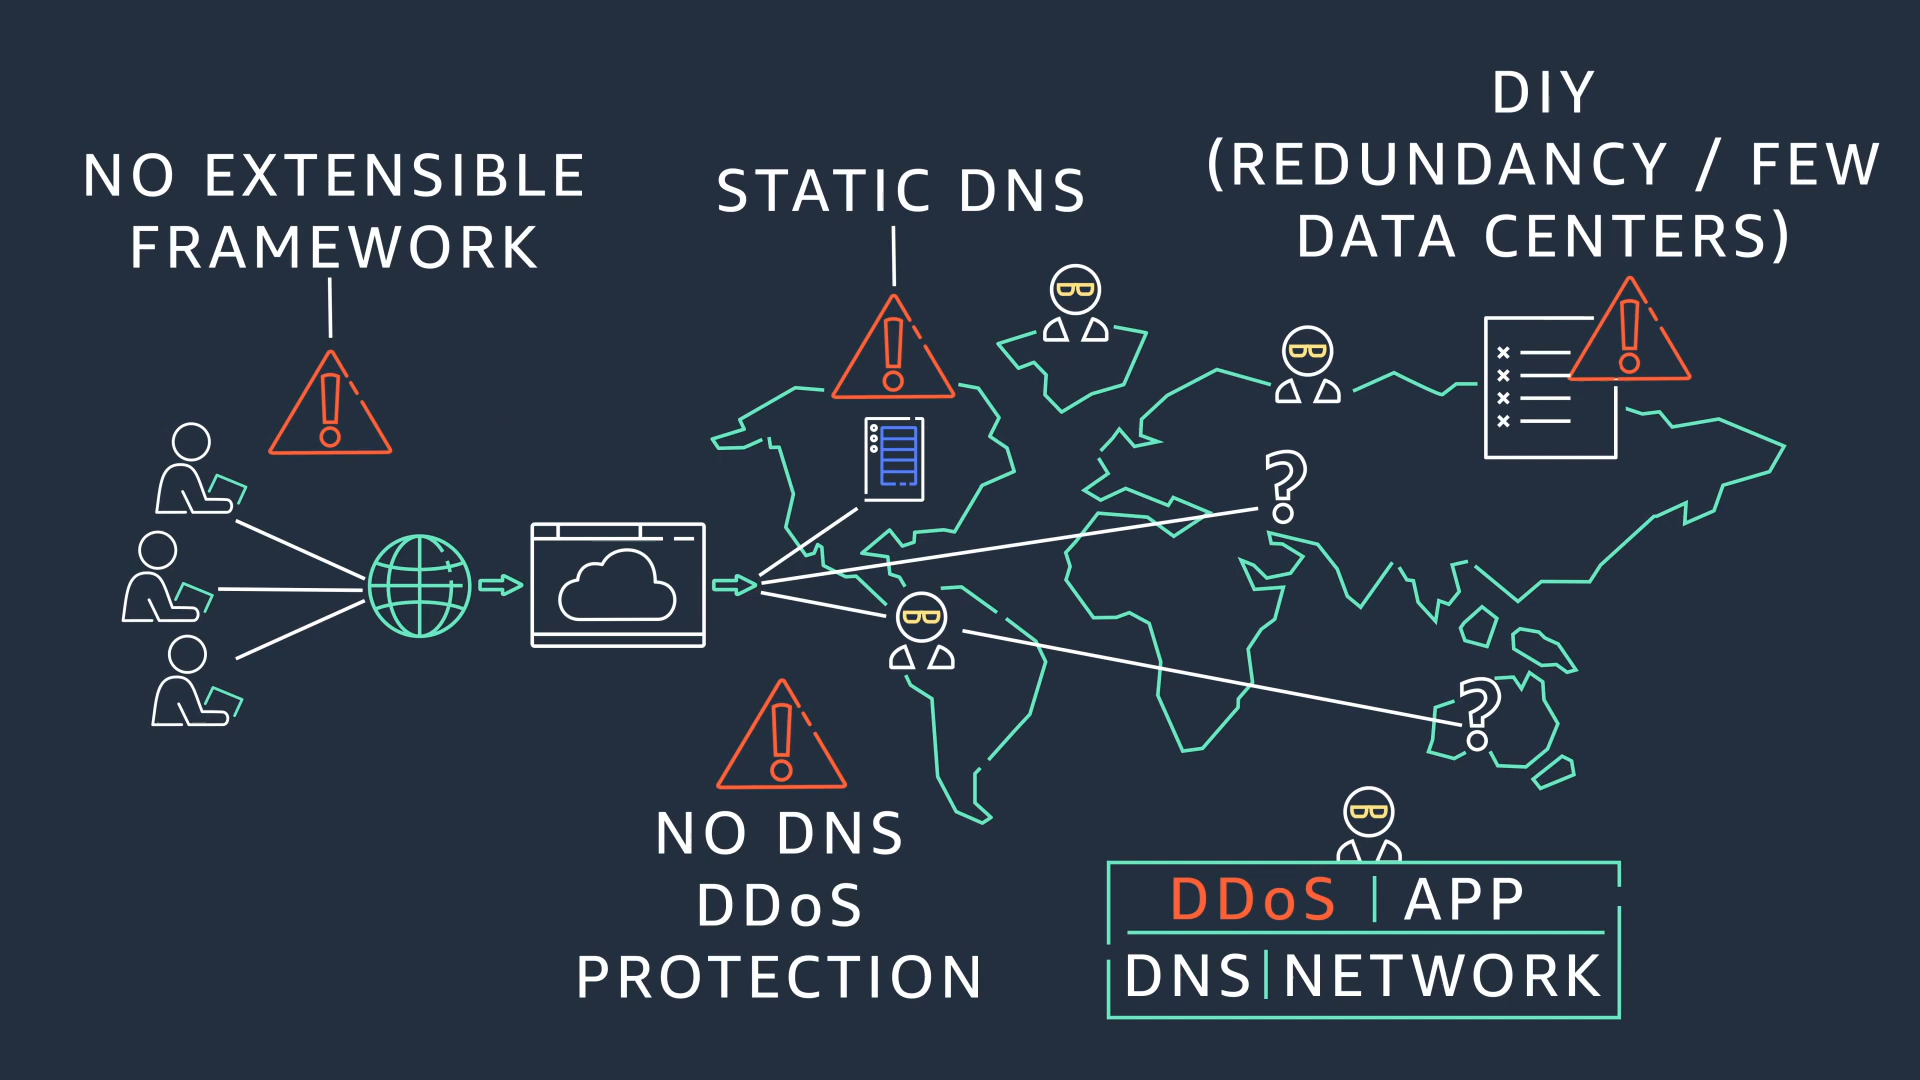 NO EXTENSIBLE
FRAMEWORK
STATIC DNS
DIY
(REDUNDANCY / FEW
DATA CENTERS)
NO DNS
DDoS
PROTECTION
DDoS | APP
DNS | NETWORK